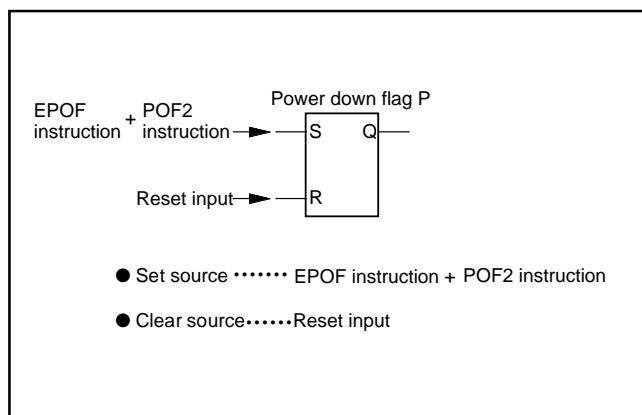 Power down flag P
EPOF instruction + POF2 instruction
S Q
Reset input
R
● Set source ······· EPOF instruction + POF2 instruction
● Clear source ······ Reset input